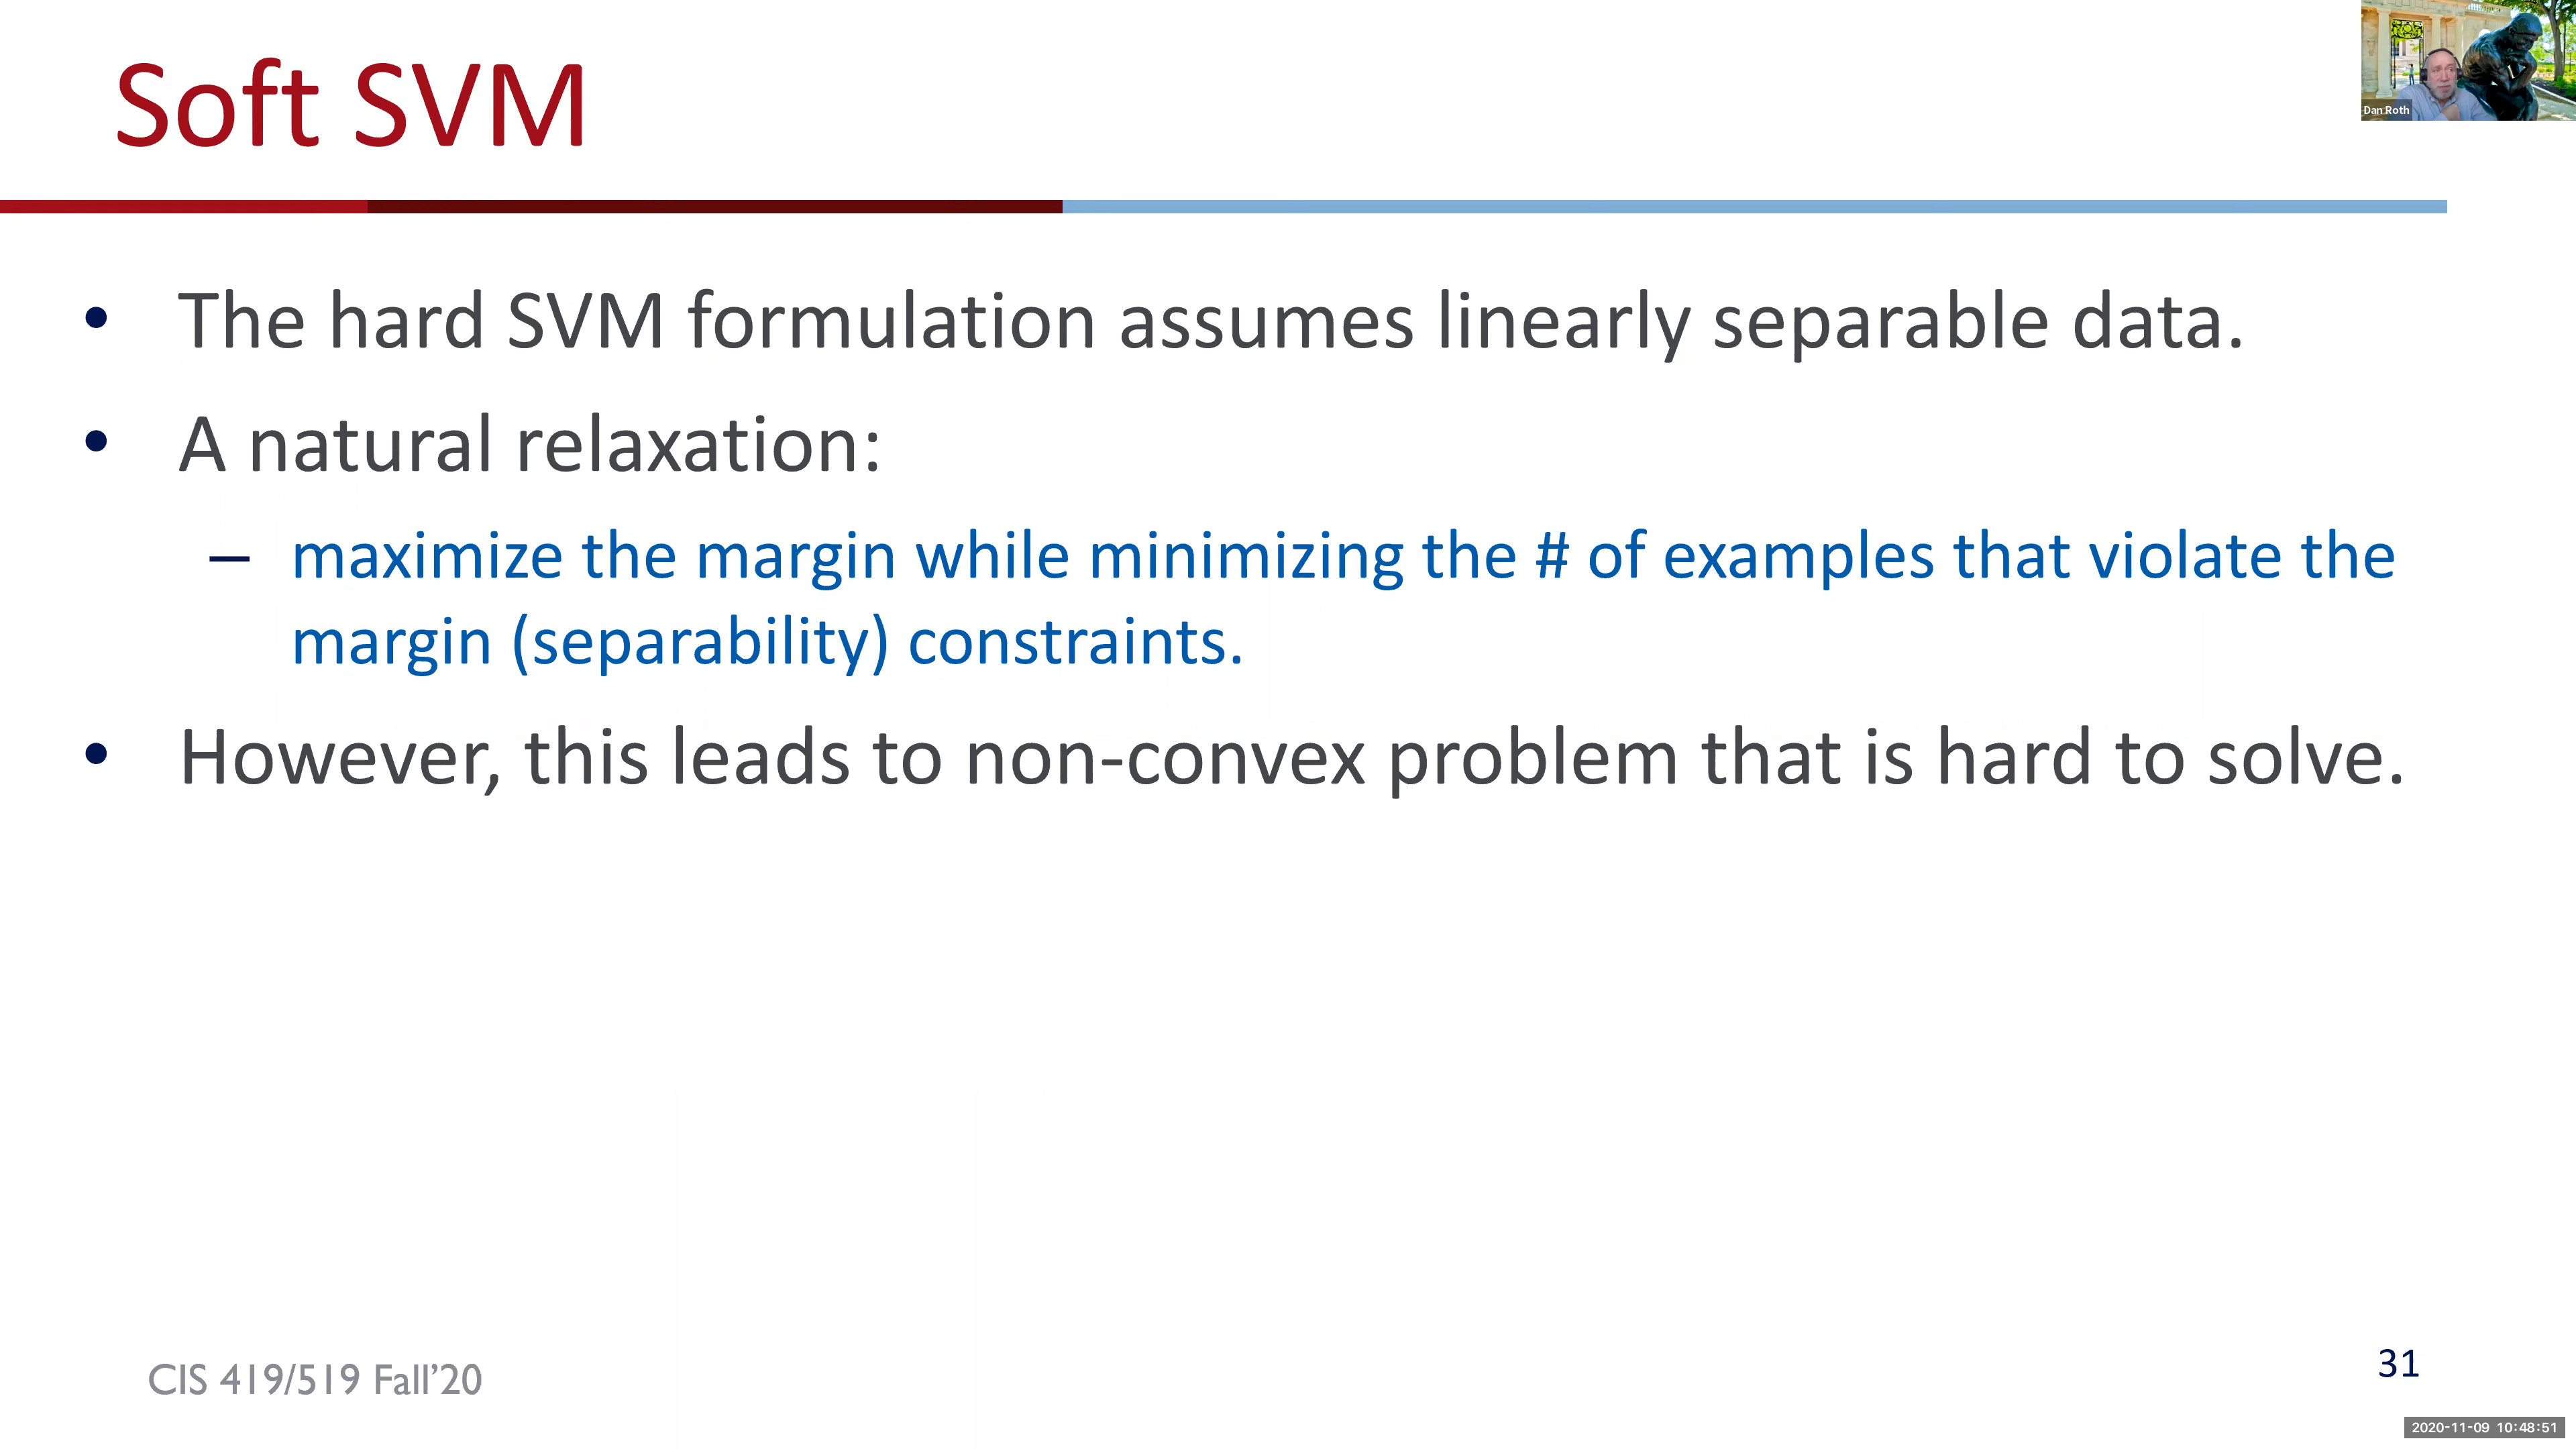 Soft SVM
Dan Roth
• The hard SVM formulation assumes linearly separable data.
• A natural relaxation:
– maximize the margin while minimizing the # of examples that violate the
margin (separability) constraints.
• However, this leads to non-convex problem that is hard to solve.
CIS 419/519 Fall’20
31
2020-11-09 10:48:51